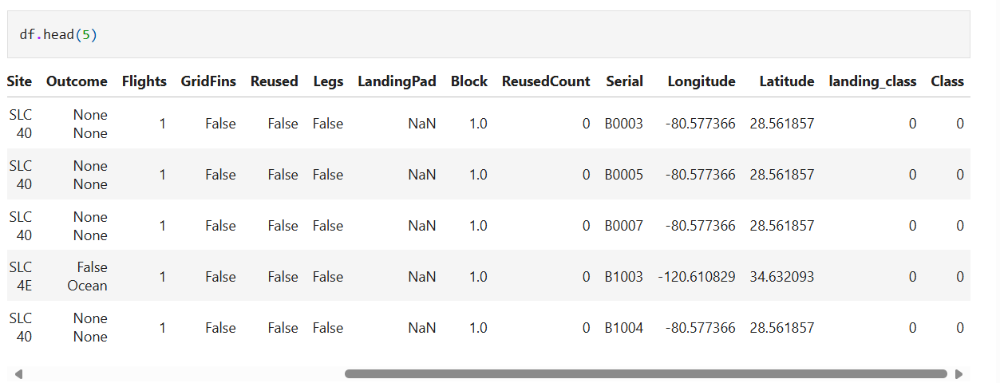 df.head(5)
Site Outcome Flights GridFins Reused Legs LandingPad Block ReusedCount Serial Longitude Latitude landing_class Class
SLC 40 None None 1 False False False NaN 1.0 0 B0003 -80.577366 28.561857 0 0
SLC 40 None None 1 False False False NaN 1.0 0 B0005 -80.577366 28.561857 0 0
SLC 40 None None 1 False False False NaN 1.0 0 B0007 -80.577366 28.561857 0 0
SLC 4E False Ocean 1 False False False NaN 1.0 0 B1003 -120.610829 34.632093 0 0
SLC 40 None None 1 False False False NaN 1.0 0 B1004 -80.577366 28.561857 0 0